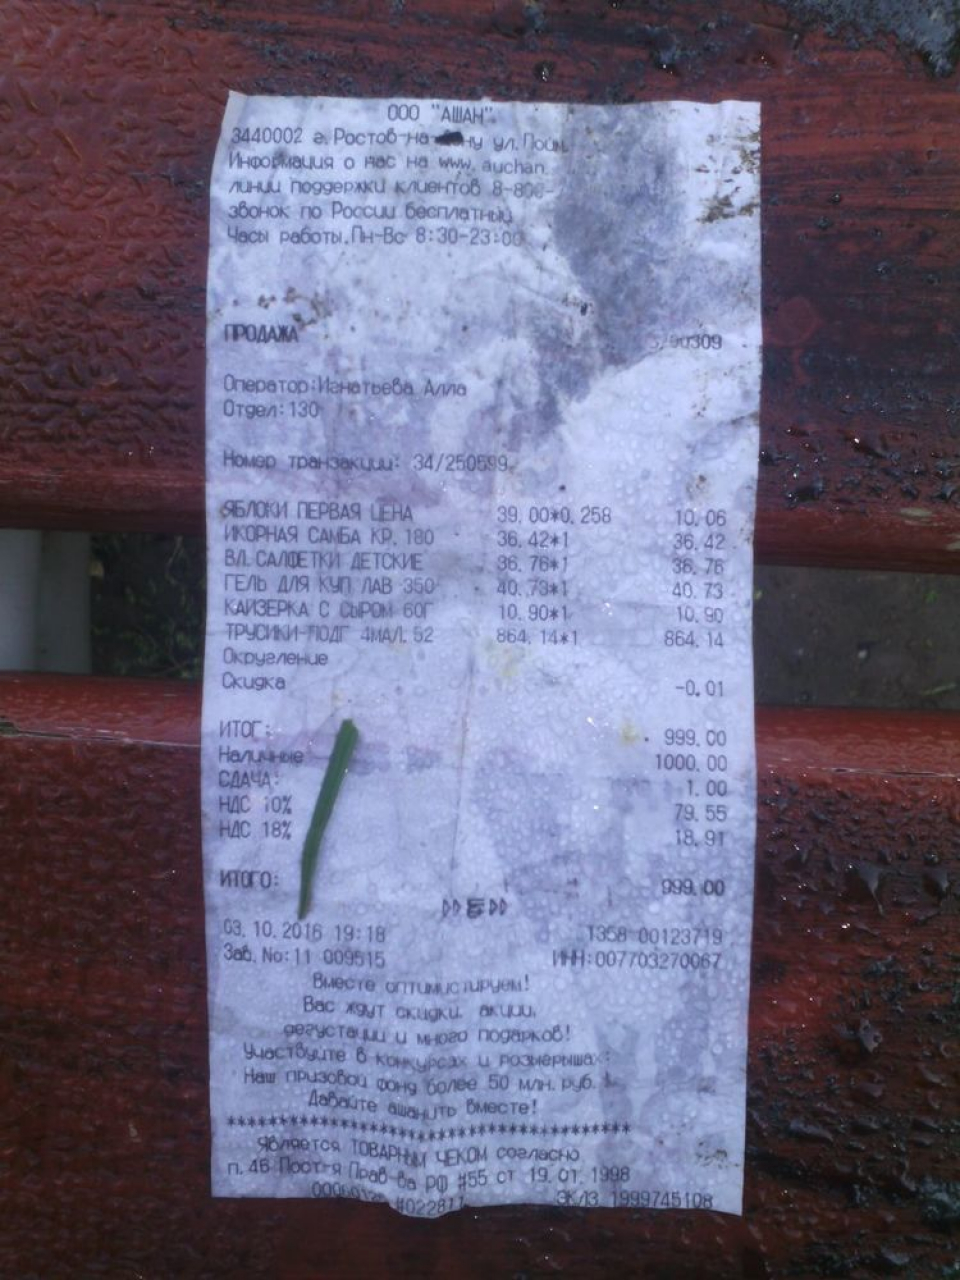 ООО "АШАН"
3440002 г. Ростов-на ул.
Информация о нас на www. auchan.
линии поддержки клиентов 8-800-
звонок по России бесплатный
Часы работы.Пн-Вс 8:30-23:00
ПРОДАЖА
Оператор:Игнатьева Алла
Отдел:130
Номер транзакции: 34/250599
ЯБЛОКИ ПЕРВАЯ ЦЕНА 39.00*0.258 10.06
ИКОРНАЯ САМБА КР. 180 36.42*1 36.42
ВЛ.САЛФЕТКИ ДЕТСКИЕ 36.76*1 36.76
ГЕЛЬ ДЛЯ КУП ЛАВ 350 40.73*1 40.73
КАЙЗЕРКА С СЫРОМ 60Г 10.90*1 10.90
ТРУСИКИ-ПОДГ 4МАЛ. 52 864.14*1 864.14
Округление
Скидка -0.01
ИТОГ: 999.00
Наличные 1000.00
СДАЧА: 1.00
НДС 10% 79.55
НДС 18% 18.91
ИТОГО: 999.00
03.10.2016 19:18 1358 00123719
Зав. No:11 009515 ИНН:007703270067
Вместе оптимистируем!
Вас ждут скидки, акции,
дегустации и много подарков!
Участвуйте в конкурсах и розыгрышах:
Наш призовой фонд более 50 млн. руб.
Давайте ашанить вместе!
************************************
Является ТОВАРНЫМ ЧЕКОМ согласно
п.46 Пост-я Прав-ва РФ #55 от 19.01.1998
#022811 ЭКЛЗ 1999745108